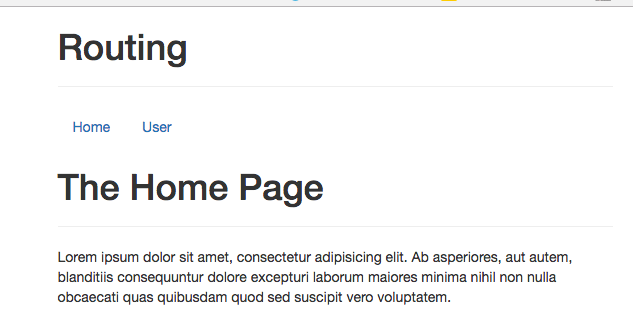 Routing
Home User
The Home Page
Lorem ipsum dolor sit amet, consectetur adipisicing elit. Ab asperiores, aut autem,
blanditiis consequuntur dolore excepturi laborum maiores minima nihil non nulla
obcaecati quas quibusdam quod sed suscipit vero voluptatem.